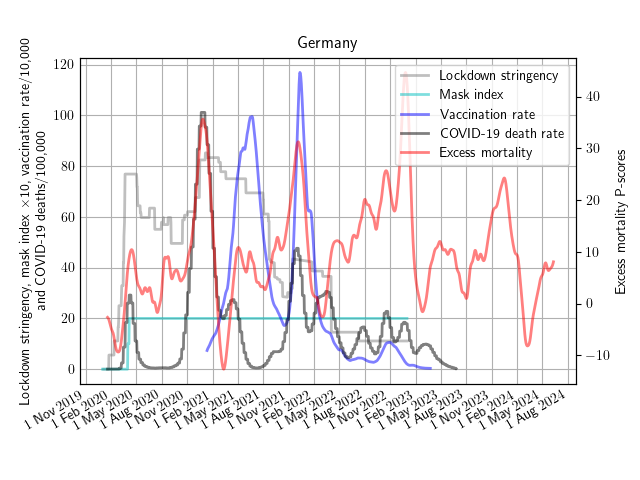 Germany
Lockdown stringency, mask index ×10, vaccination rate/10,000
and COVID-19 deaths/100,000
120
100
80
60
40
20
0
Lockdown stringency
Mask index
Vaccination rate
COVID-19 death rate
Excess mortality
40
30
20
10
0
−10
Excess mortality P-scores
1 Nov 2019
1 Feb 2020
1 May 2020
1 Aug 2020
1 Nov 2020
1 Feb 2021
1 May 2021
1 Aug 2021
1 Nov 2021
1 Feb 2022
1 May 2022
1 Aug 2022
1 Nov 2022
1 Feb 2023
1 May 2023
1 Aug 2023
1 Nov 2023
1 Feb 2024
1 May 2024
1 Aug 2024